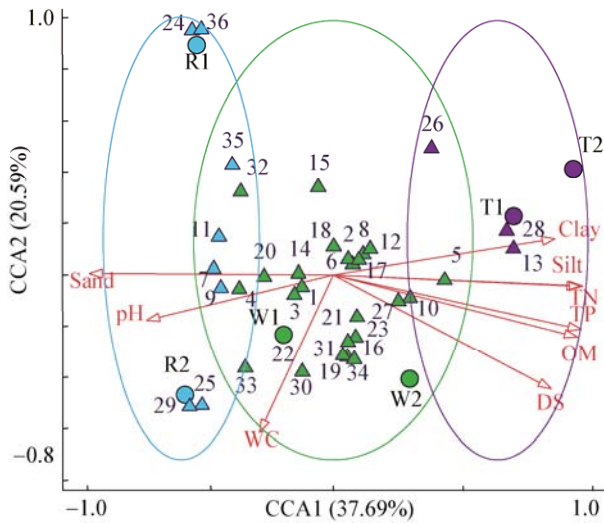 1.0
24
36
R1
26
T2
35
32
15
T1
28
Clay
11
18
2
8
12
13
6
17
5
Silt
20
14
Sand
7
9
4
3
1
TN
27
10
TP
pH
W1
21
23
OM
22
31
16
R2
25
33
30
19
34
W2
DS
29
WC
−0.8
CCA2 (20.59%)
−1.0
CCA1 (37.69%)
1.0